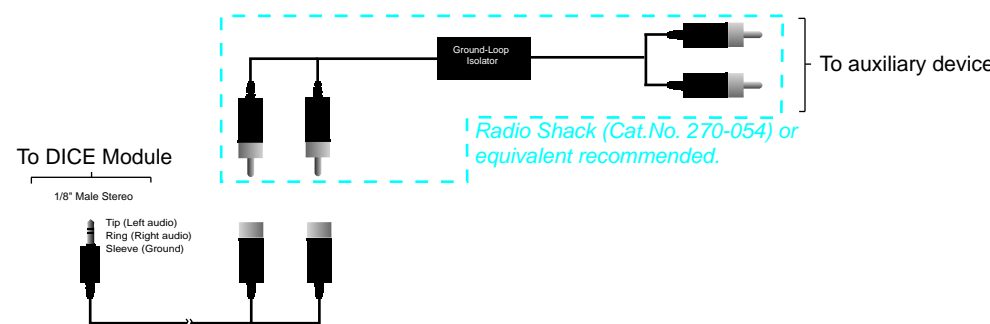 Ground-Loop
Isolator
To auxiliary device
Radio Shack (Cat.No. 270-054) or
equivalent recommended.
To DICE Module
1/8" Male Stereo
Tip (Left audio)
Ring (Right audio)
Sleeve (Ground)